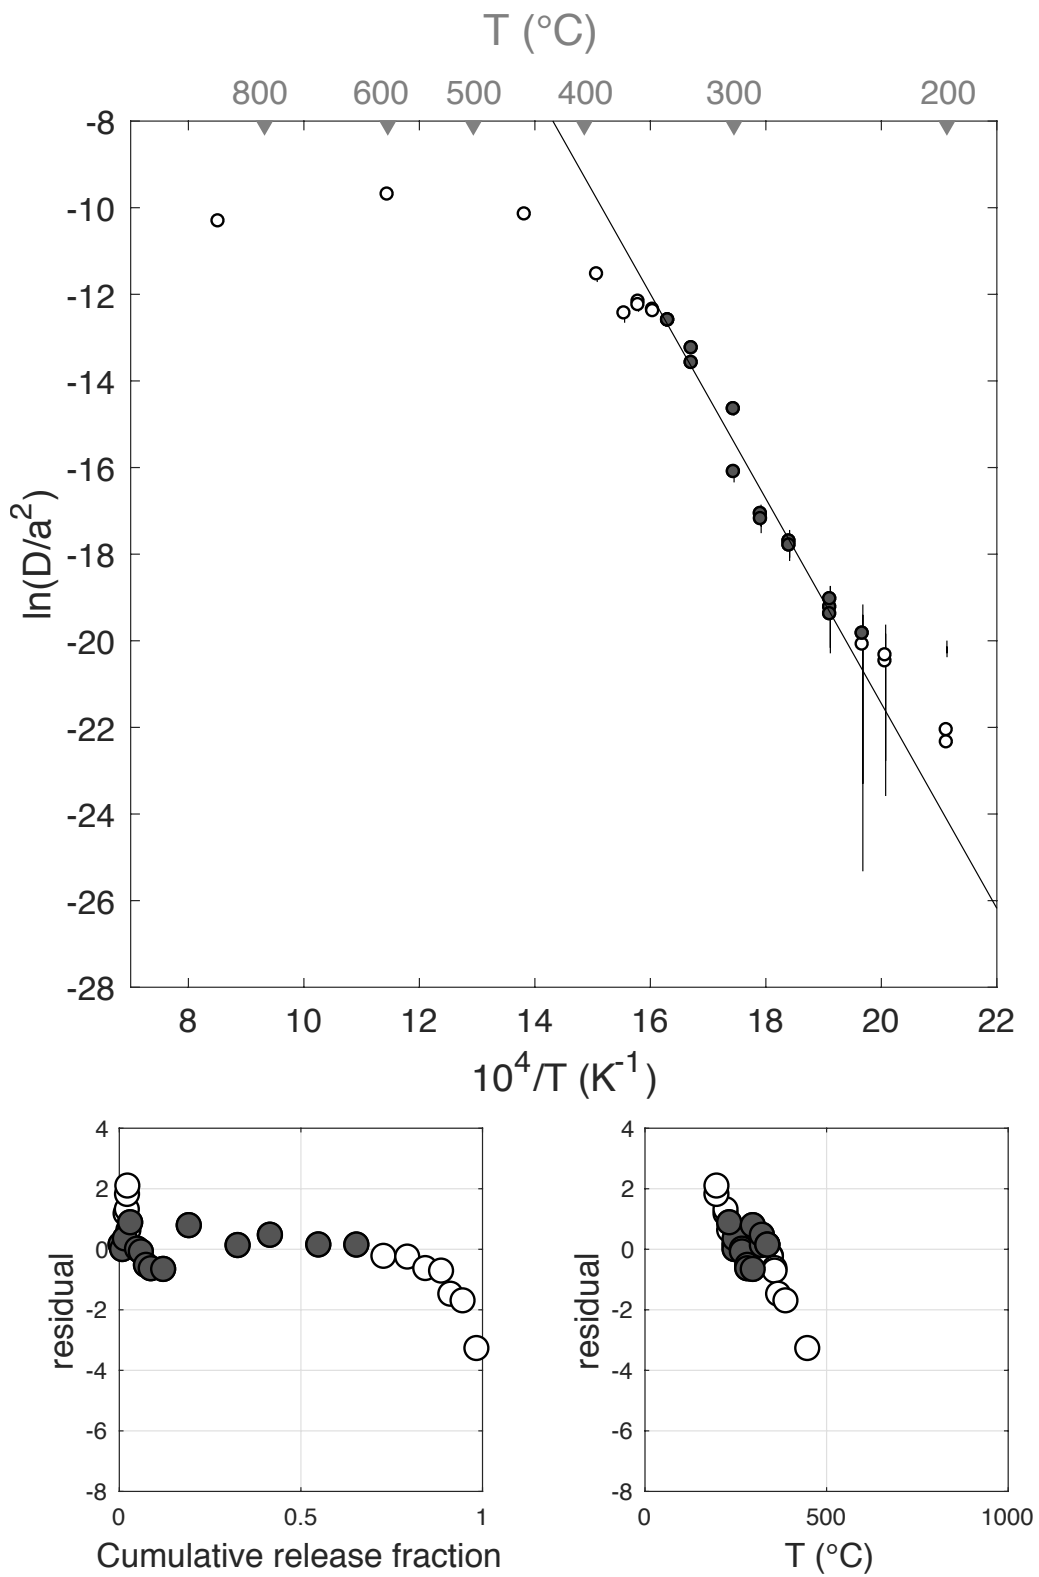 T (°C)
800 600 500 400 300 200
-8
-10
-12
-14
-16
-18
-20
-22
-24
-26
-28
ln(D/a²)
8 10 12 14 16 18 20 22
10⁴/T (K⁻¹)
4
2
0
-2
-4
-6
-8
residual
0 0.5 1
Cumulative release fraction
4
2
0
-2
-4
-6
-8
residual
0 500 1000
T (°C)